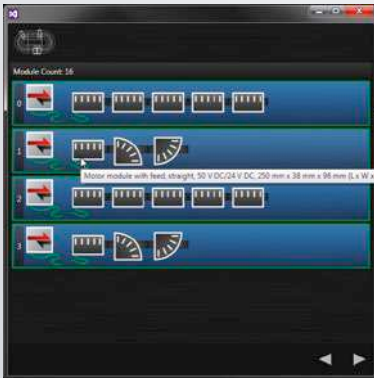 Module Count: 16
0
1
Motor module with feed, straight, 50 V DC/24 V DC, 250 mm x 38 mm x 96 mm (L x W x
2
3